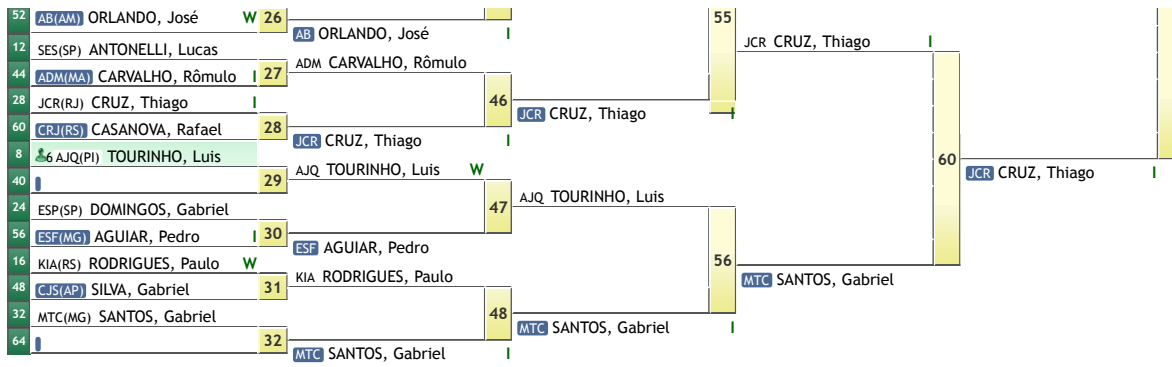 52 AB(AM) ORLANDO, José W 26
AB ORLANDO, José I
55
12 SES(SP) ANTONELLI, Lucas
44 ADM(MA) CARVALHO, Rômulo I 27
ADM CARVALHO, Rômulo
JCR CRUZ, Thiago I
28 JCR(RJ) CRUZ, Thiago I
46
JCR CRUZ, Thiago I
60 CRJ(RS) CASANOVA, Rafael 28
JCR CRUZ, Thiago I
8 6 AJQ(PI) TOURINHO, Luis
40 29
AJQ TOURINHO, Luis W
60
JCR CRUZ, Thiago I
24 ESP(SP) DOMINGOS, Gabriel
47
AJQ TOURINHO, Luis
56 ESF(MG) AGUIAR, Pedro I 30
ESF AGUIAR, Pedro
16 KIA(RS) RODRIGUES, Paulo W
56
MTC SANTOS, Gabriel
48 CJS(AP) SILVA, Gabriel 31
KIA RODRIGUES, Paulo
32 MTC(MG) SANTOS, Gabriel
48
MTC SANTOS, Gabriel I
64 32
MTC SANTOS, Gabriel I